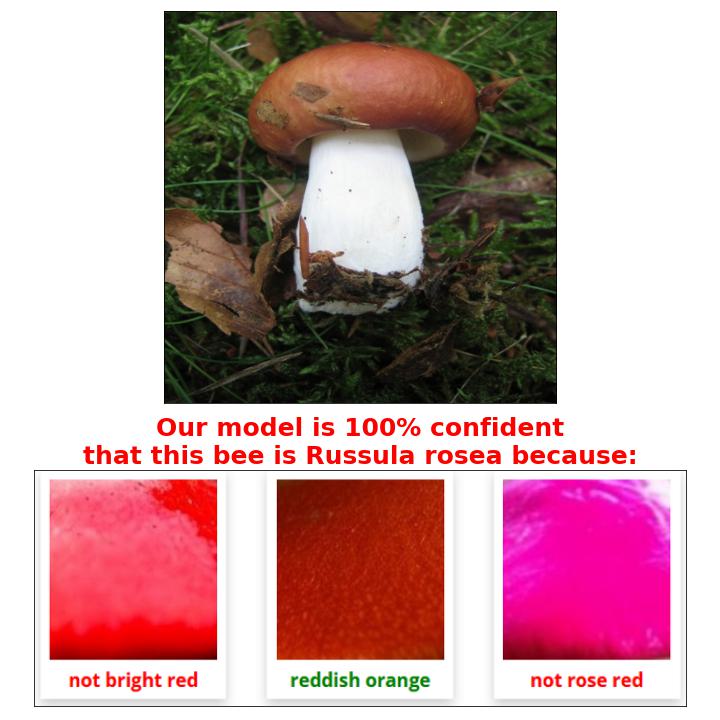 Our model is 100% confident
that this bee is Russula rosea because:
not bright red
reddish orange
not rose red